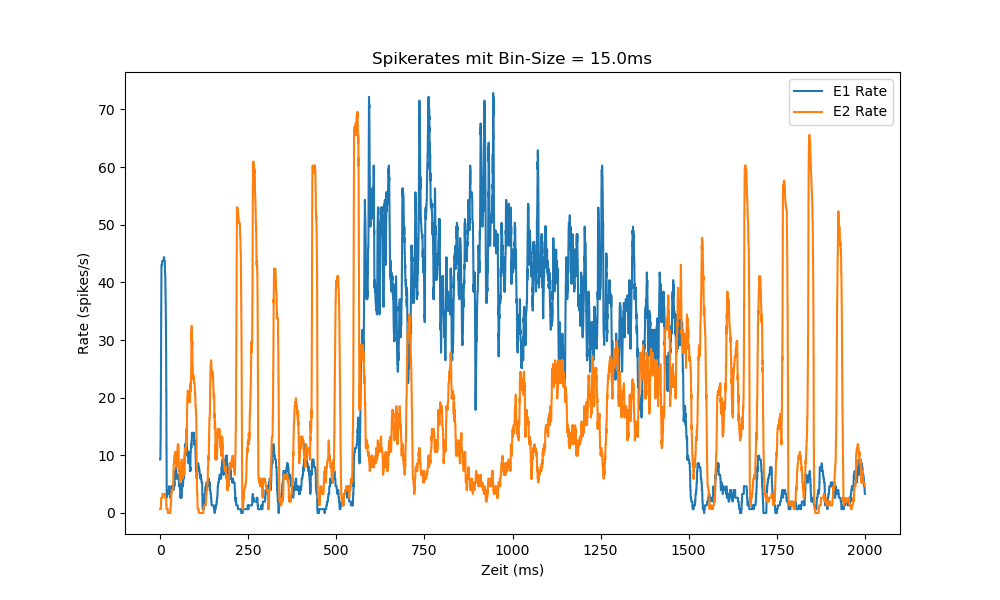 Spikerates mit Bin-Size = 15.0ms
E1 Rate
E2 Rate
Rate (spikes/s)
70
60
50
40
30
20
10
0
0 250 500 750 1000 1250 1500 1750 2000
Zeit (ms)